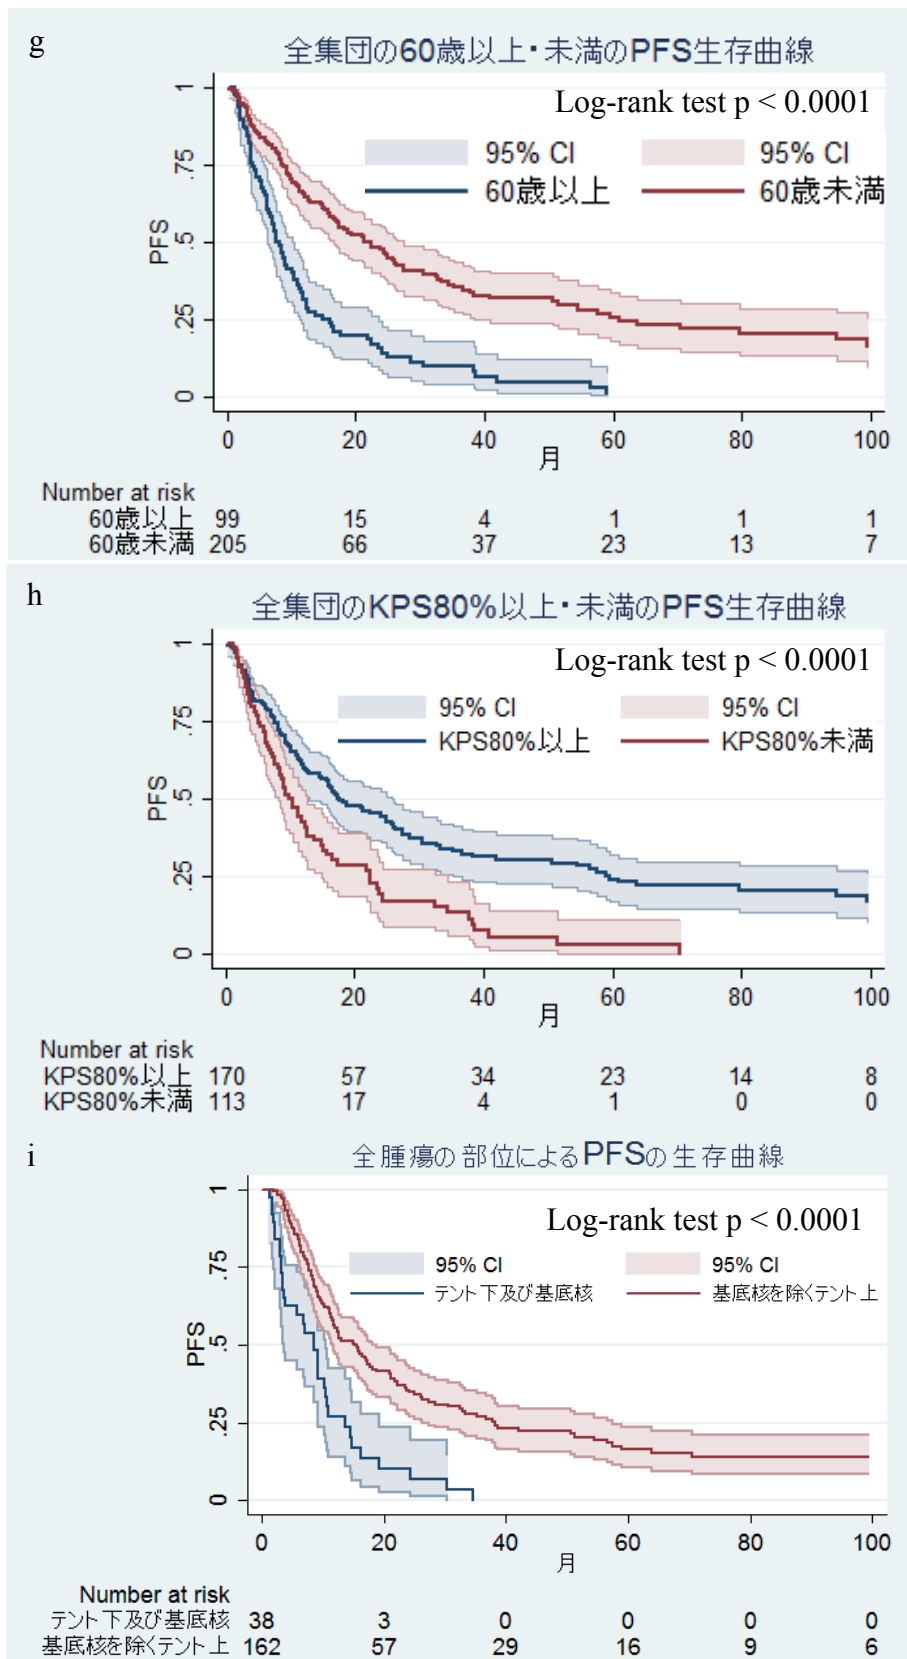 g
全集団の60歳以上・未満のPFS生存曲線
Log-rank test p < 0.0001
95% CI 95% CI
60歳以上 60歳未満
PFS
1
.75
.5
.25
0
0 20 40 60 80 100
月
Number at risk
60歳以上 99 15 4 1 1 1
60歳未満 205 66 37 23 13 7
h
全集団のKPS80%以上・未満のPFS生存曲線
Log-rank test p < 0.0001
95% CI 95% CI
KPS80%以上 KPS80%未満
PFS
1
.75
.5
.25
0
0 20 40 60 80 100
月
Number at risk
KPS80%以上 170 57 34 23 14 8
KPS80%未満 113 17 4 1 0 0
i
全腫瘍の部位によるPFSの生存曲線
Log-rank test p < 0.0001
95% CI 95% CI
テント下及び基底核 基底核を除くテント上
PFS
1
.75
.5
.25
0
0 20 40 60 80 100
月
Number at risk
テント下及び基底核 38 3 0 0 0 0
基底核を除くテント上 162 57 29 16 9 6